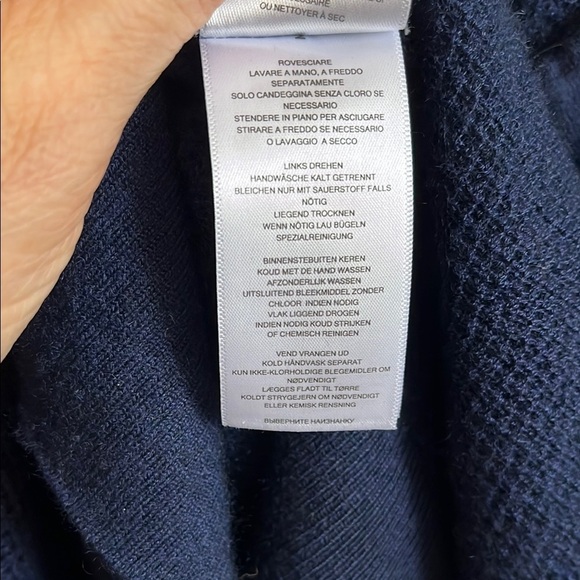 OU NETTOYER À SEC
ROVESCIARE
LAVARE A MANO, A FREDDO
SEPARATAMENTE
SOLO CANDEGGINA SENZA CLORO SE
NECESSARIO
STENDERE IN PIANO PER ASCIUGARE
STIRARE A FREDDO SE NECESSARIO
O LAVAGGIO A SECCO
LINKS DREHEN
HANDWÄSCHE KALT GETRENNT
BLEICHEN NUR MIT SAUERSTOFF FALLS
NÖTIG
LIEGEND TROCKNEN
WENN NÖTIG LAU BÜGELN
SPEZIALREINIGUNG
BINNENSTEBUITEN KEREN
KOUD MET DE HAND WASSEN
AFZONDERLIJK WASSEN
UITSLUITEND BLEEKMIDDEL ZONDER
CHLOOR INDIEN NODIG
VLAK LIGGEND DROGEN
INDIEN NODIG KOUD STRIJKEN
OF CHEMISCH REINIGEN
VEND VRANGEN UD
KOLD HÅNDVASK SEPARAT
KUN IKKE-KLORHOLDIGE BLEGEMIDLER OM
NØDVENDIGT
LÆGGES FLADT TIL TØRRE
KOLDT STRYGEJERN OM NØDVENDIGT
ELLER KEMISK RENSNING
ВЫВЕРНИТЕ НАИЗНАНКУ